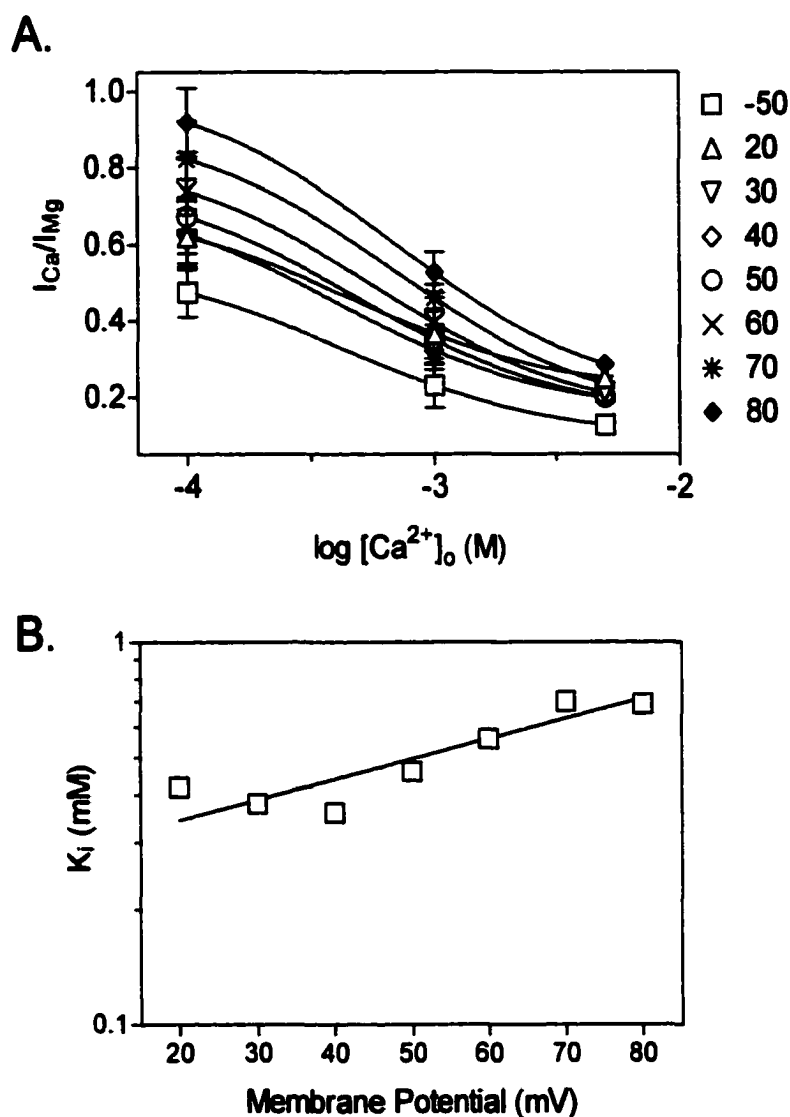 A.
1.0
0.8
0.6
0.4
0.2
I_Ca/I_Mg
-4
-3
-2
log [Ca²⁺]ₒ (M)
-50
20
30
40
50
60
70
80
B.
1
0.1
Kᵢ (mM)
20 30 40 50 60 70 80
Membrane Potential (mV)